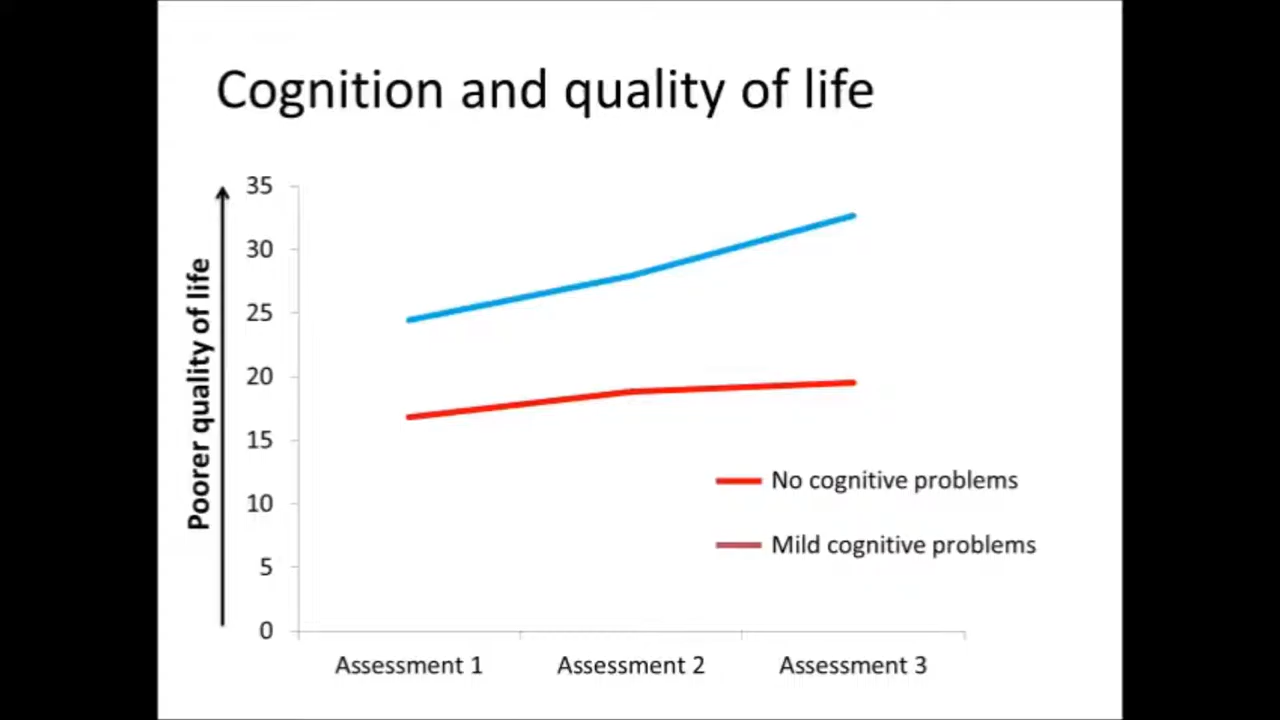 Cognition and quality of life
Poorer quality of life
35
30
25
20
15
10
5
0
No cognitive problems
Mild cognitive problems
Assessment 1
Assessment 2
Assessment 3